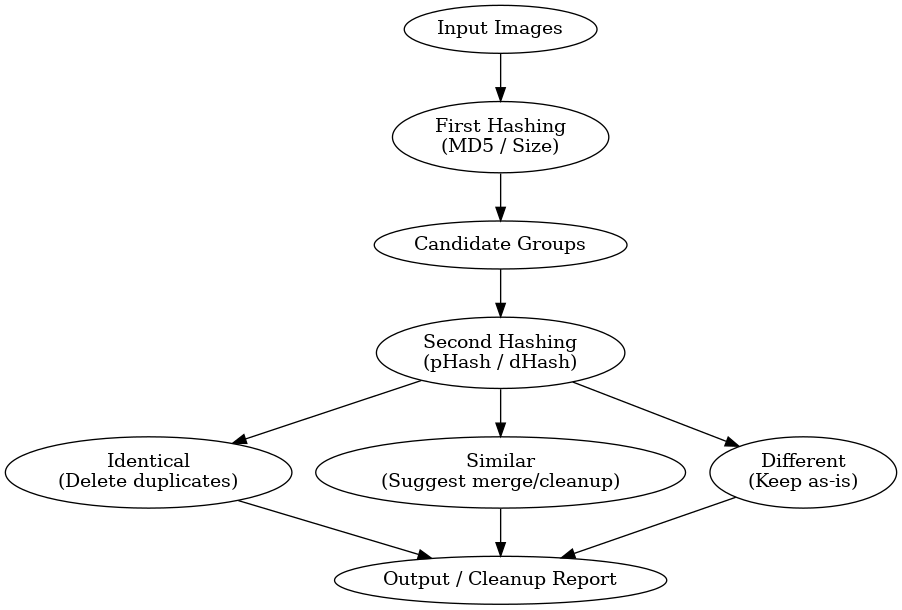 Input Images
First Hashing
(MD5 / Size)
Candidate Groups
Second Hashing
(pHash / dHash)
Identical
(Delete duplicates)
Similar
(Suggest merge/cleanup)
Different
(Keep as-is)
Output / Cleanup Report